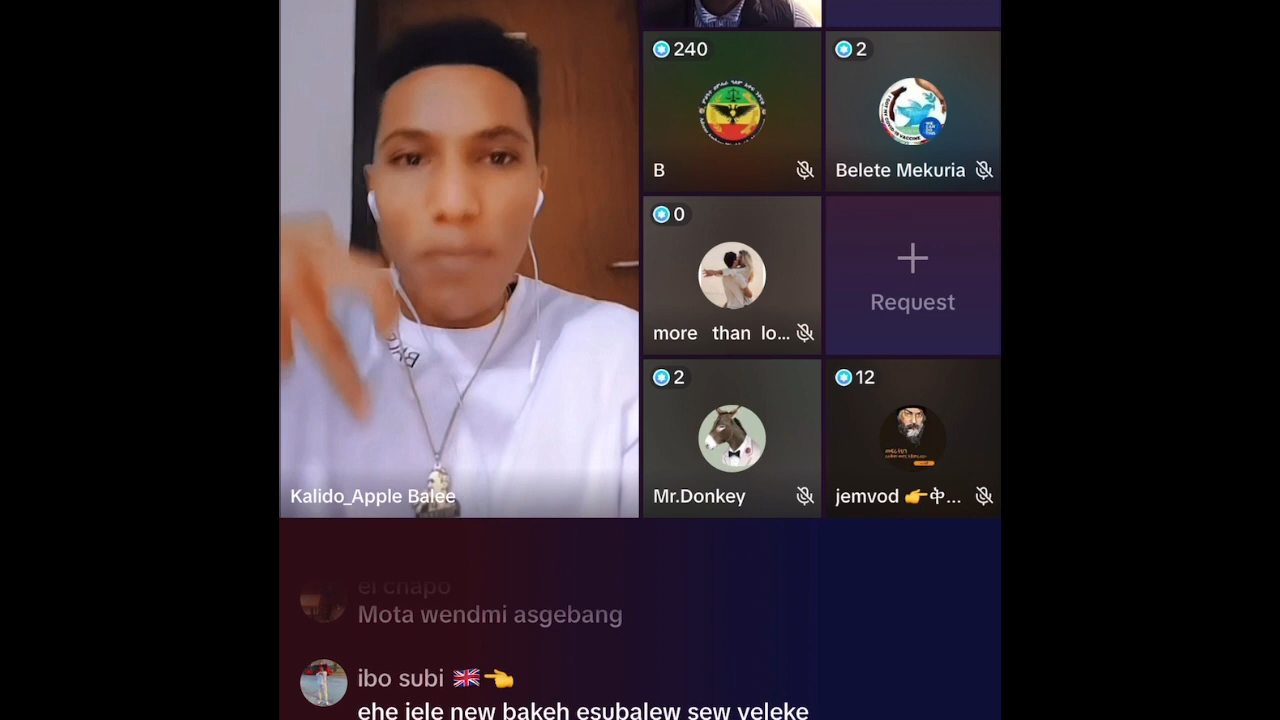 240
2
B
Belete Mekuria
0
more than lo...
Request
2
12
Kalido_Apple Balee
Mr.Donkey
jemvod 👉ቅ...
el chapo
Mota wendmi asgebang
ibo subi 🇬🇧👈
ehe jele new bakeh esubalew sew yeleke